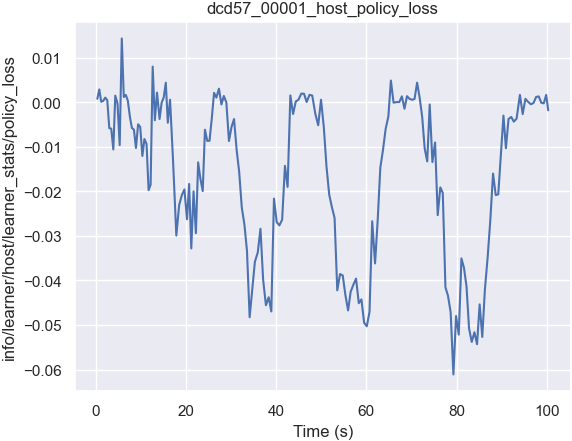 dcd57_00001_host_policy_loss
info/learner/host/learner_stats/policy_loss
0.01
0.00
−0.01
−0.02
−0.03
−0.04
−0.05
−0.06
0 20 40 60 80 100
Time (s)